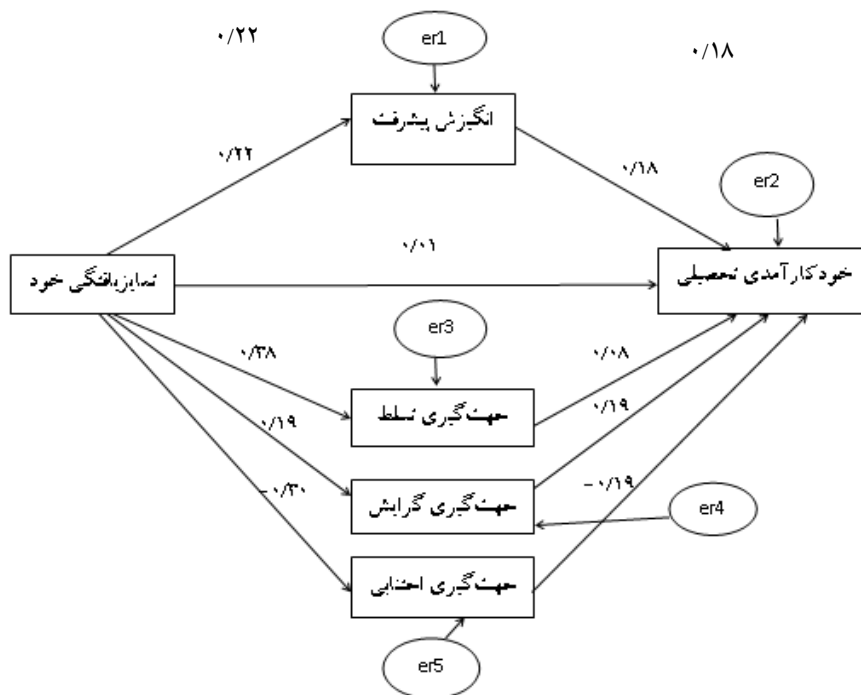 ۰/۲۲
er1
۰/۱۸
انگیزش پیشرفت
۰/۲۲
۰/۱۸
er2
۰/۰۱
تمایزیافتگی خود
خودکارآمدی تحصیلی
er3
۰/۳۸
۰/۰۸
جهت‌گیری تسلط
۰/۱۹
۰/۱۹
-۰/۳۰
جهت‌گیری گرایش
-۰/۱۹
er4
جهت‌گیری اجتنابی
er5